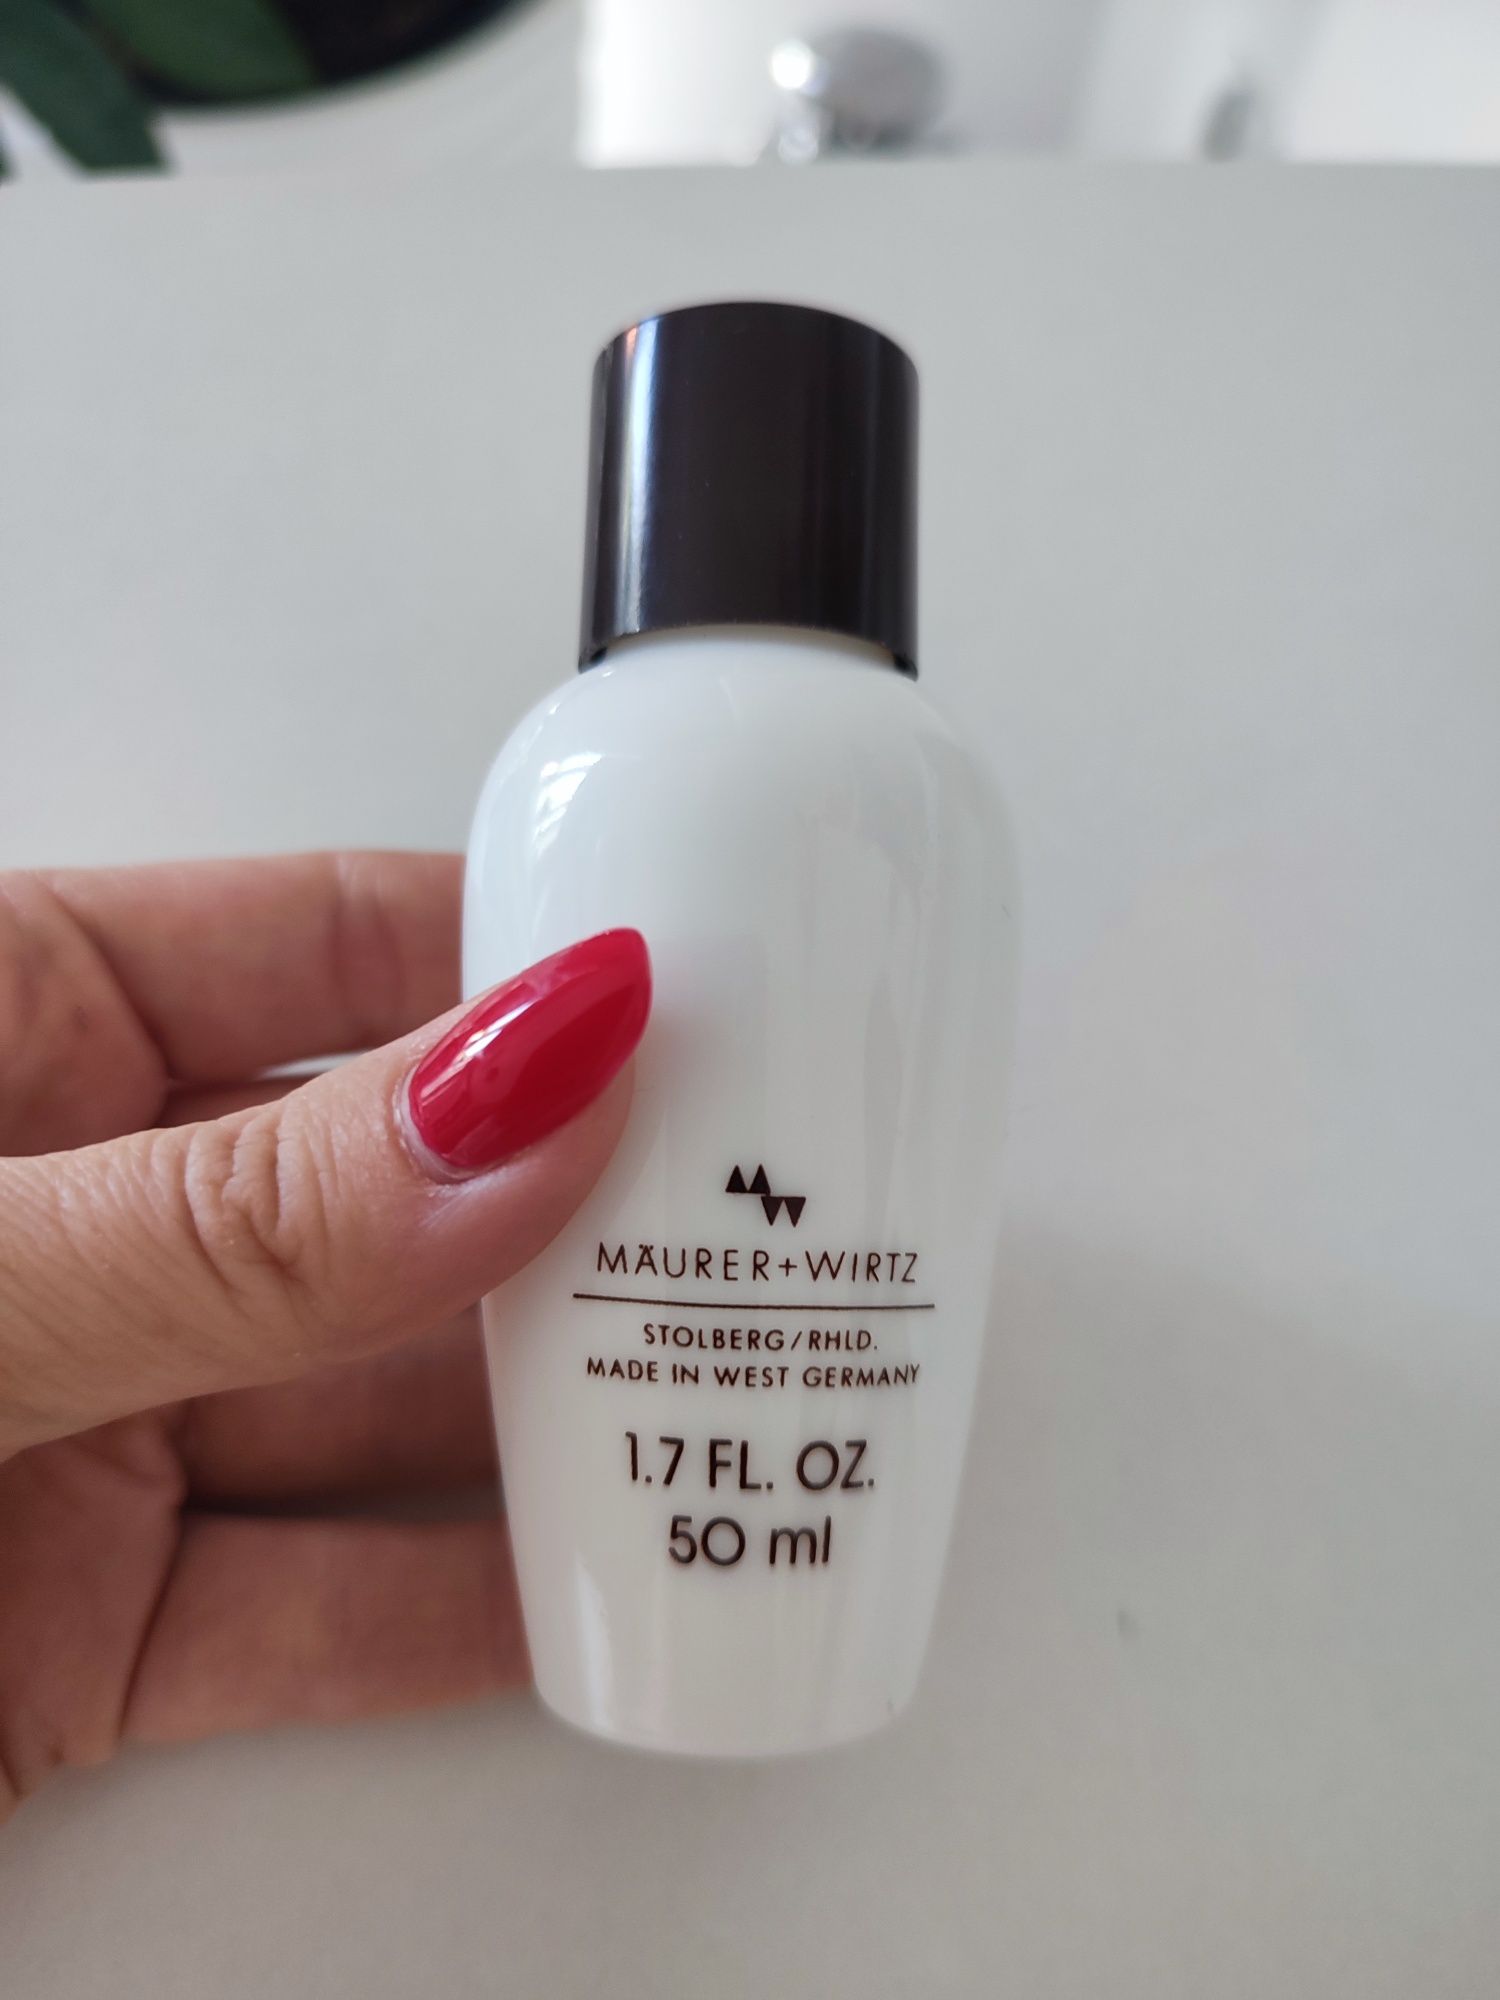 MÄURER+WIRTZ
STOLBERG/RHLD.
MADE IN WEST GERMANY
1.7 FL. OZ.
50 ml